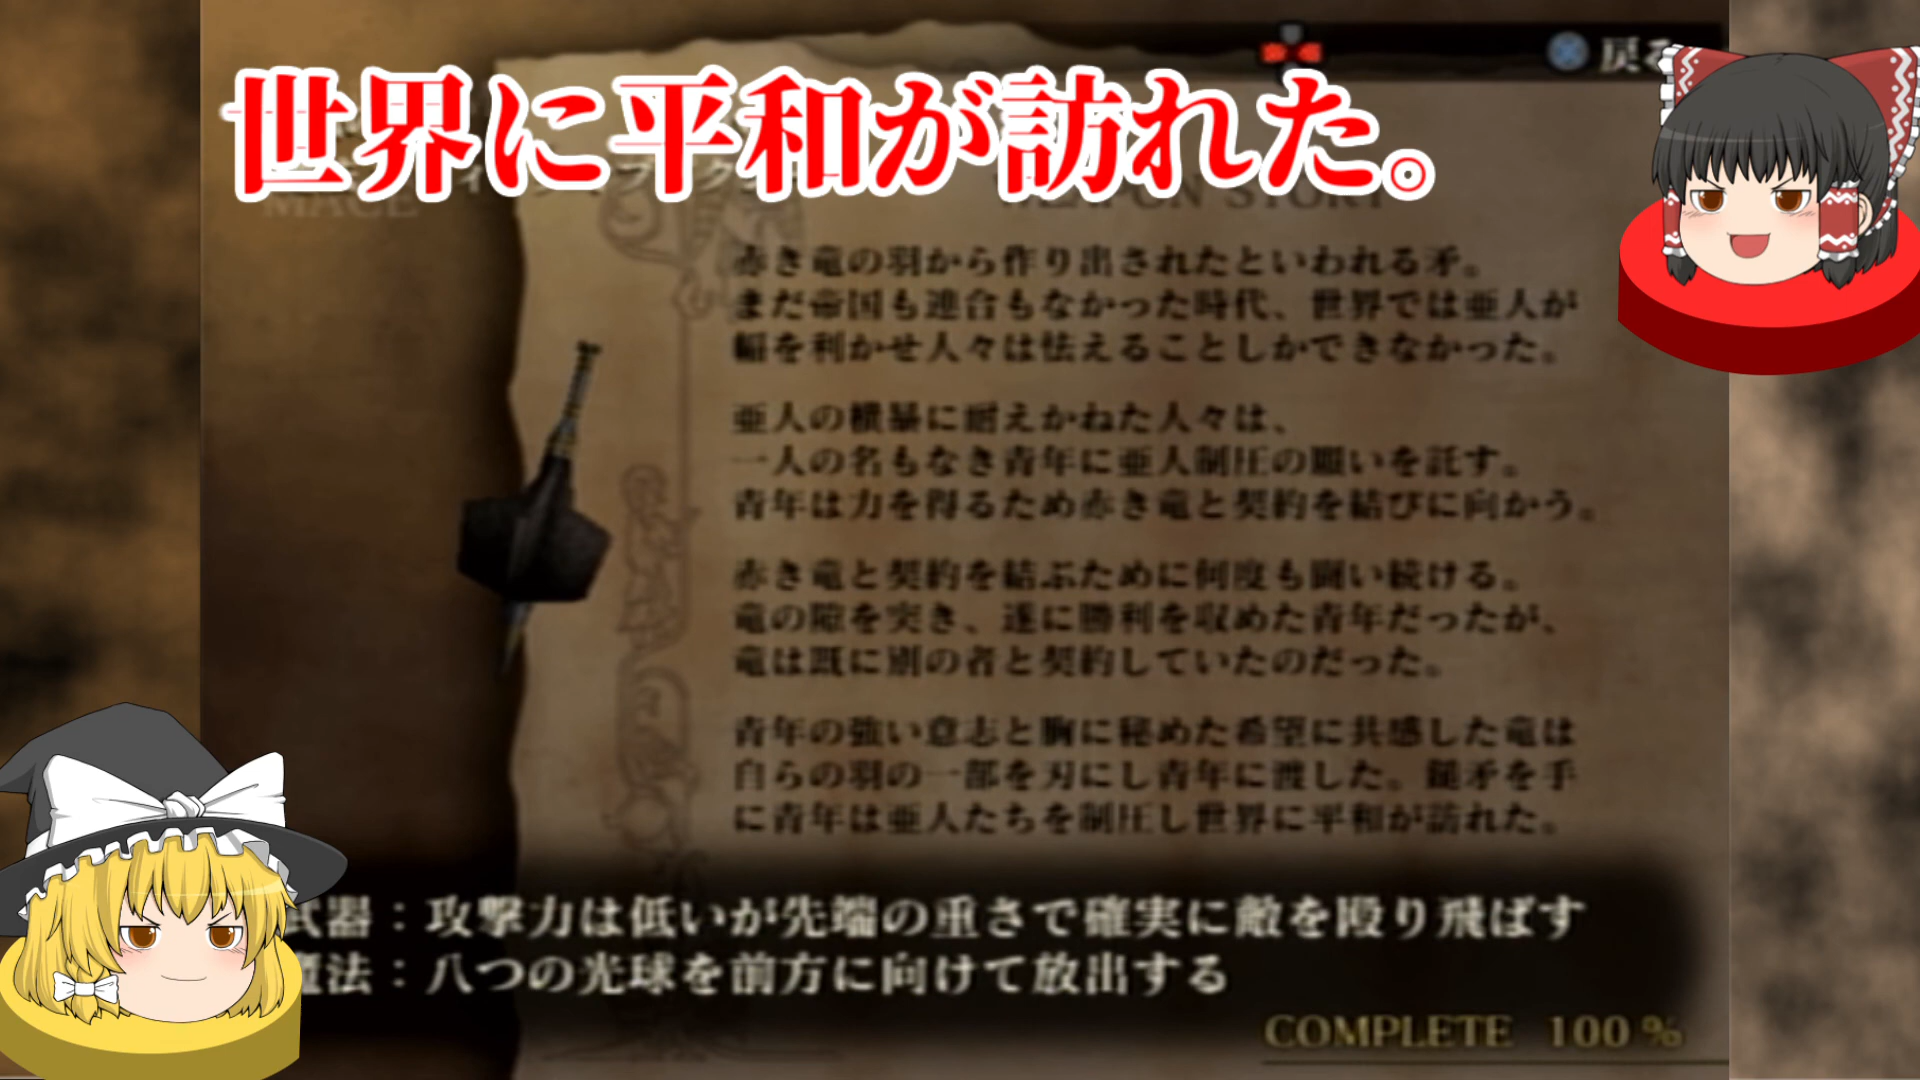 戻る
世界に平和が訪れた。
MACE
WEAPON STORY
赤き竜の羽から作り出されたといわれる矛。
まだ帝国も連合もなかった時代、世界では亜人が
幅を利かせ人々は怯えることしかできなかった。
亜人の横暴に耐えかねた人々は、
一人の名もなき青年に亜人制圧の願いを託す。
青年は力を得るため赤き竜と契約を結びに向かう。
赤き竜と契約を結ぶために何度も闘い続ける。
竜の隙を突き、遂に勝利を収めた青年だったが、
竜は既に別の者と契約していたのだった。
青年の強い意志と胸に秘めた希望に共感した竜は
自らの羽の一部を刃にし青年に渡した。鎚矛を手
に青年は亜人たちを制圧し世界に平和が訪れた。
武器：攻撃力は低いが先端の重さで確実に敵を殴り飛ばす
魔法：八つの光球を前方に向けて放出する
COMPLETE 100 %